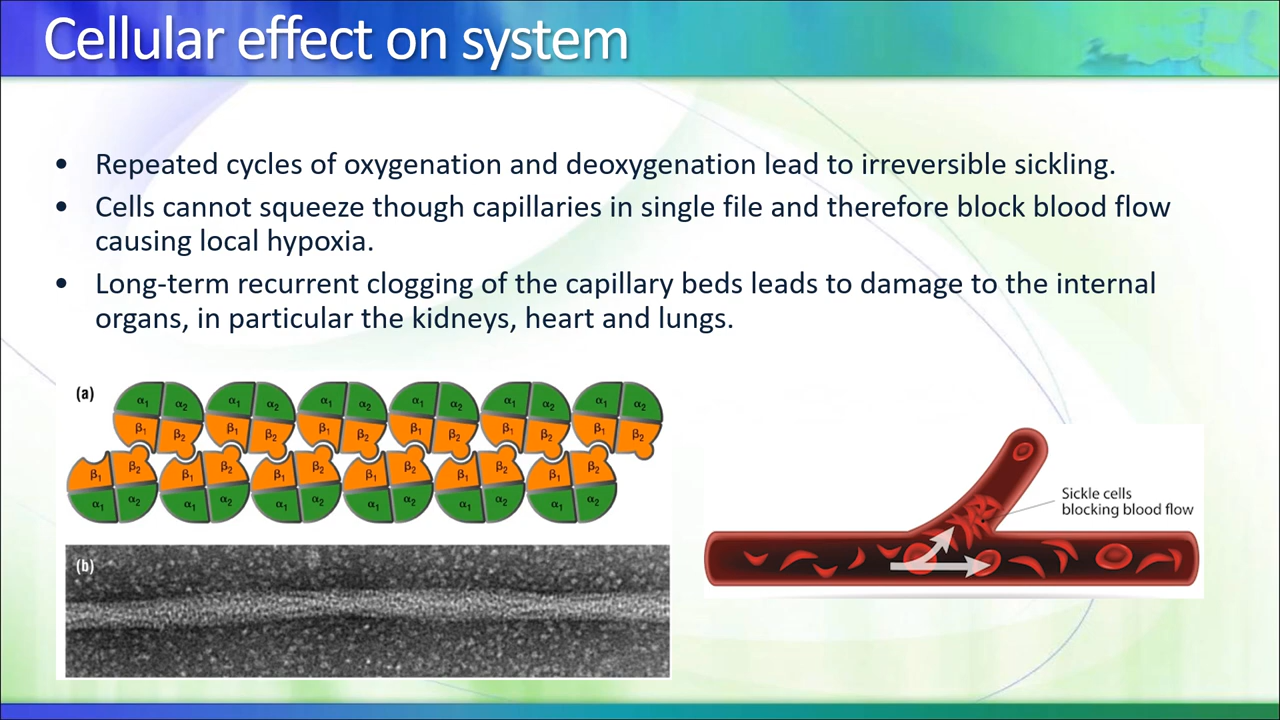 Cellular effect on system
• Repeated cycles of oxygenation and deoxygenation lead to irreversible sickling.
• Cells cannot squeeze though capillaries in single file and therefore block blood flow
causing local hypoxia.
• Long-term recurrent clogging of the capillary beds leads to damage to the internal
organs, in particular the kidneys, heart and lungs.
(a)
α1 α2 α1 α2 α1 α2 α1 α2 α1 α2 α1 α2
β1 β2 β1 β2 β1 β2 β1 β2 β1 β2 β1 β2
β1 β2 β1 β2 β1 β2 β1 β2 β1 β2 β1 β2
α1 α2 α1 α2 α1 α2 α1 α2 α1 α2 α1 α2
Sickle cells
blocking blood flow
(b)